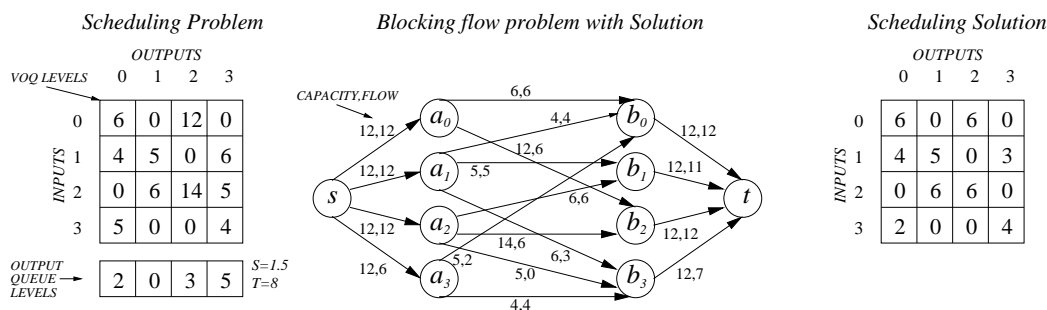 Scheduling Problem
OUTPUTS
VOQ LEVELS
0 1 2 3
0 6 0 12 0
1 4 5 0 6
2 0 6 14 5
3 5 0 0 4
INPUTS
OUTPUT
QUEUE
LEVELS
2 0 3 5
S=1.5
T=8
Blocking flow problem with Solution
CAPACITY,FLOW
s
a0
a1
a2
a3
b0
b1
b2
b3
t
12,12
12,12
12,12
12,6
6,6
4,4
12,6
5,5
6,6
14,6
6,3
5,2
5,0
4,4
12,12
12,11
12,12
12,7
Scheduling Solution
OUTPUTS
0 1 2 3
0 6 0 6 0
1 4 5 0 3
2 0 6 6 0
3 2 0 0 4
INPUTS